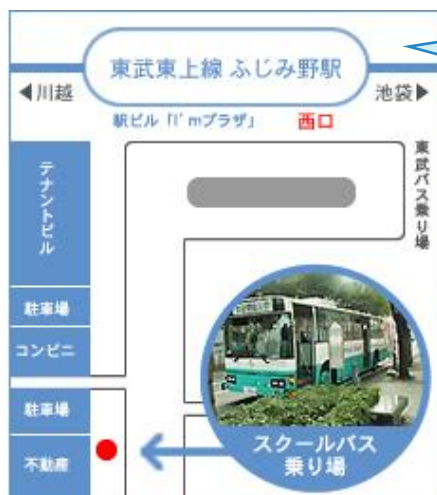 東武東上線 ふじみ野駅
◀川越
池袋▶
駅ビル「I'mプラザ」
西口
東武バス乗り場
テナントビル
駐車場
コンビニ
駐車場
不動産
スクールバス
乗り場